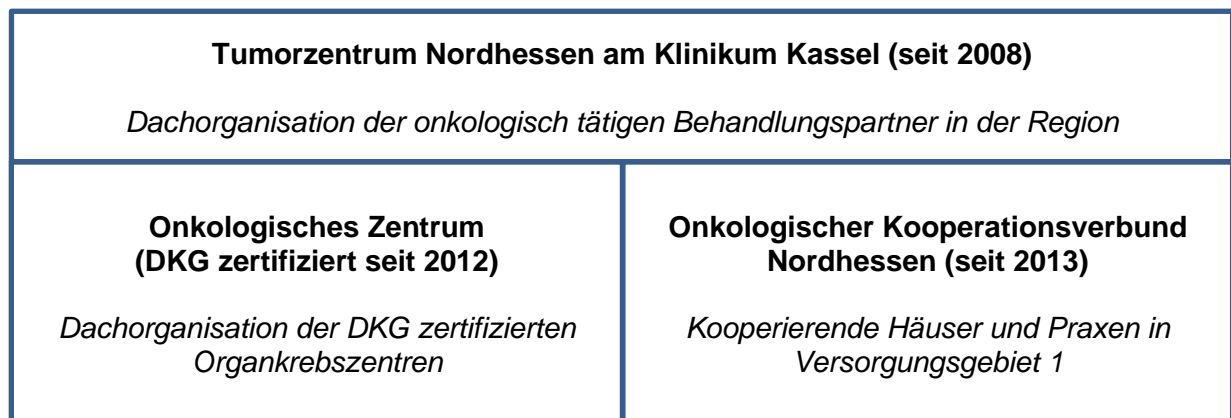 Tumorzentrum Nordhessen am Klinikum Kassel (seit 2008)
Dachorganisation der onkologisch tätigen Behandlungspartner in der Region
Onkologisches Zentrum
(DKG zertifiziert seit 2012)
Dachorganisation der DKG zertifizierten
Organkrebszentren
Onkologischer Kooperationsverbund
Nordhessen (seit 2013)
Kooperierende Häuser und Praxen in
Versorgungsgebiet 1